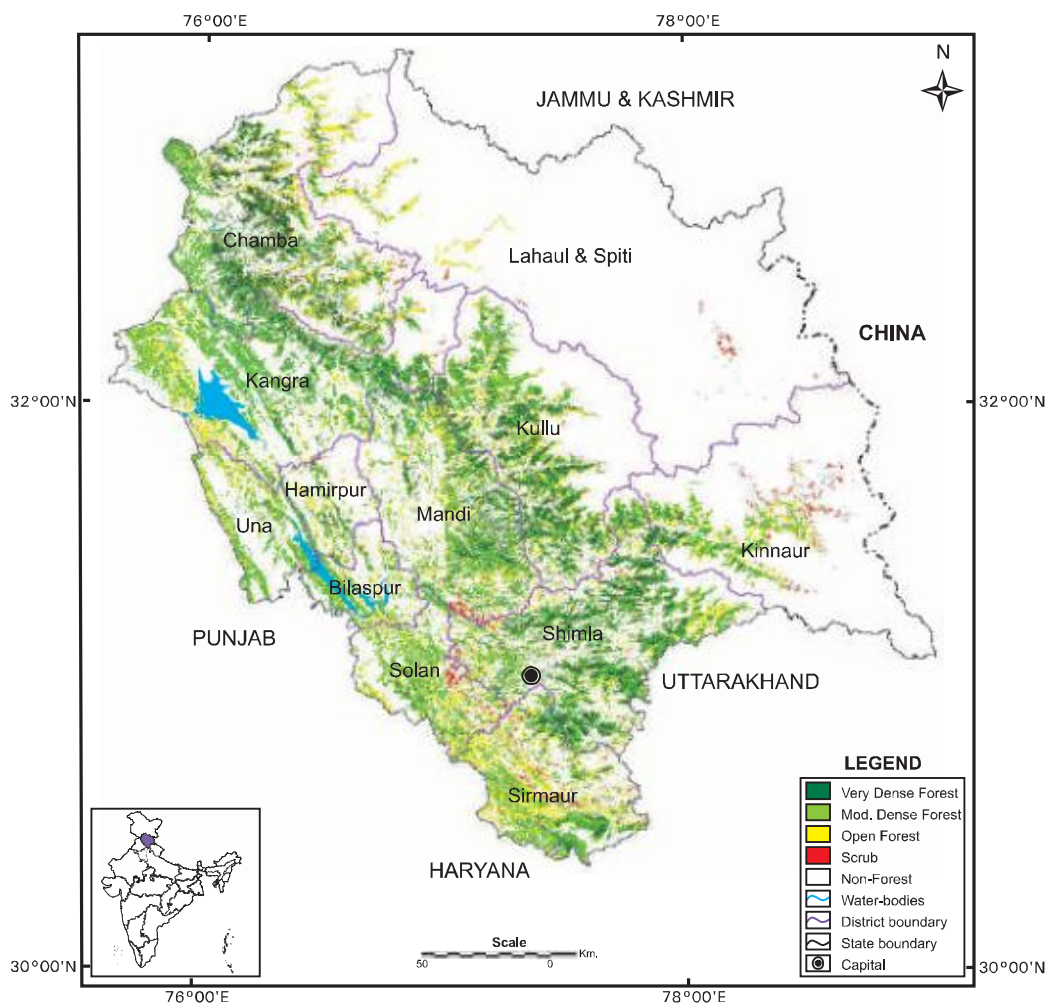 76°00'E 78°00'E
N
JAMMU & KASHMIR
Chamba
Lahaul & Spiti
CHINA
Kangra
32°00'N 32°00'N
Kullu
Hamirpur
Mandi
Una
Kinnaur
Bilaspur
PUNJAB
Shimla
Solan
UTTARAKHAND
LEGEND
Very Dense Forest
Mod. Dense Forest
Open Forest
Scrub
Non-Forest
Water-bodies
District boundary
State boundary
Capital
Sirmaur
HARYANA
Scale
50 0 Km.
30°00'N 30°00'N
76°00'E 78°00'E